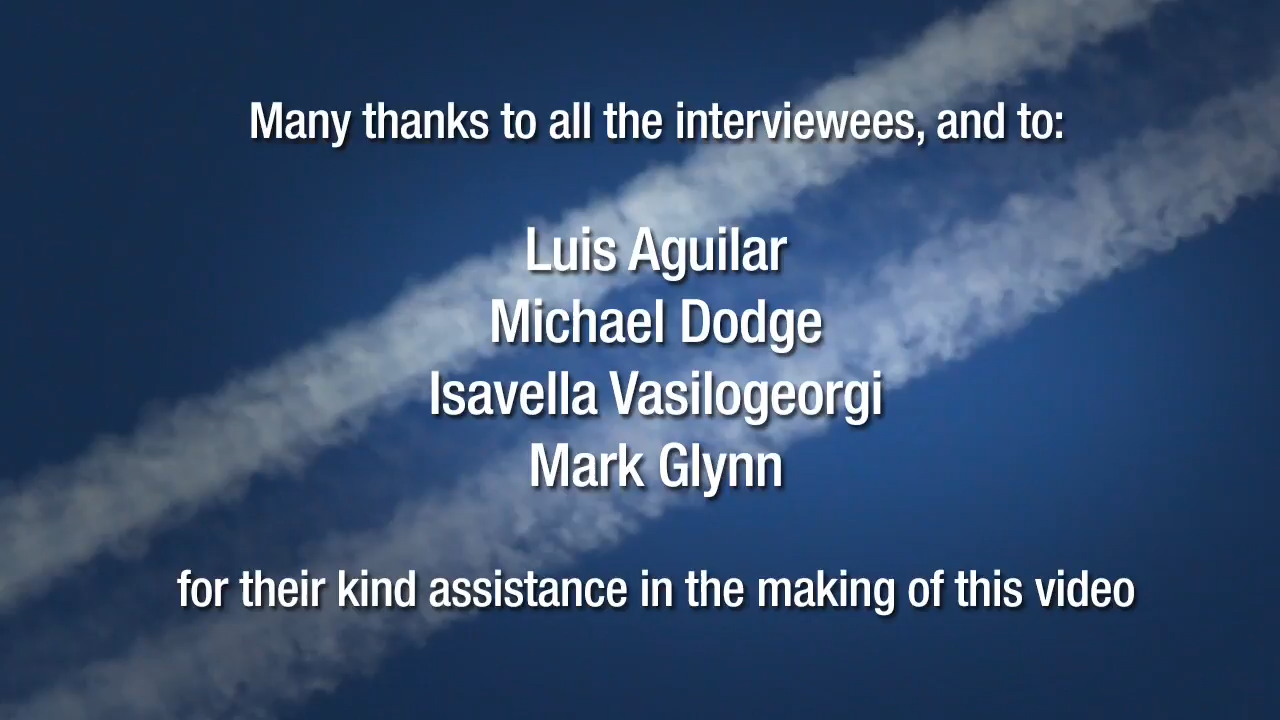 Many thanks to all the interviewees, and to:
Luis Aguilar
Michael Dodge
Isavella Vasilogeorgi
Mark Glynn
for their kind assistance in the making of this video